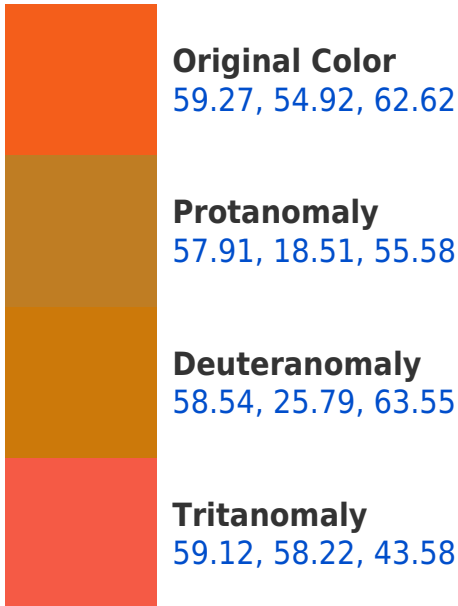 Original Color
59.27, 54.92, 62.62
Protanomaly
57.91, 18.51, 55.58
Deuteranomaly
58.54, 25.79, 63.55
Tritanomaly
59.12, 58.22, 43.58